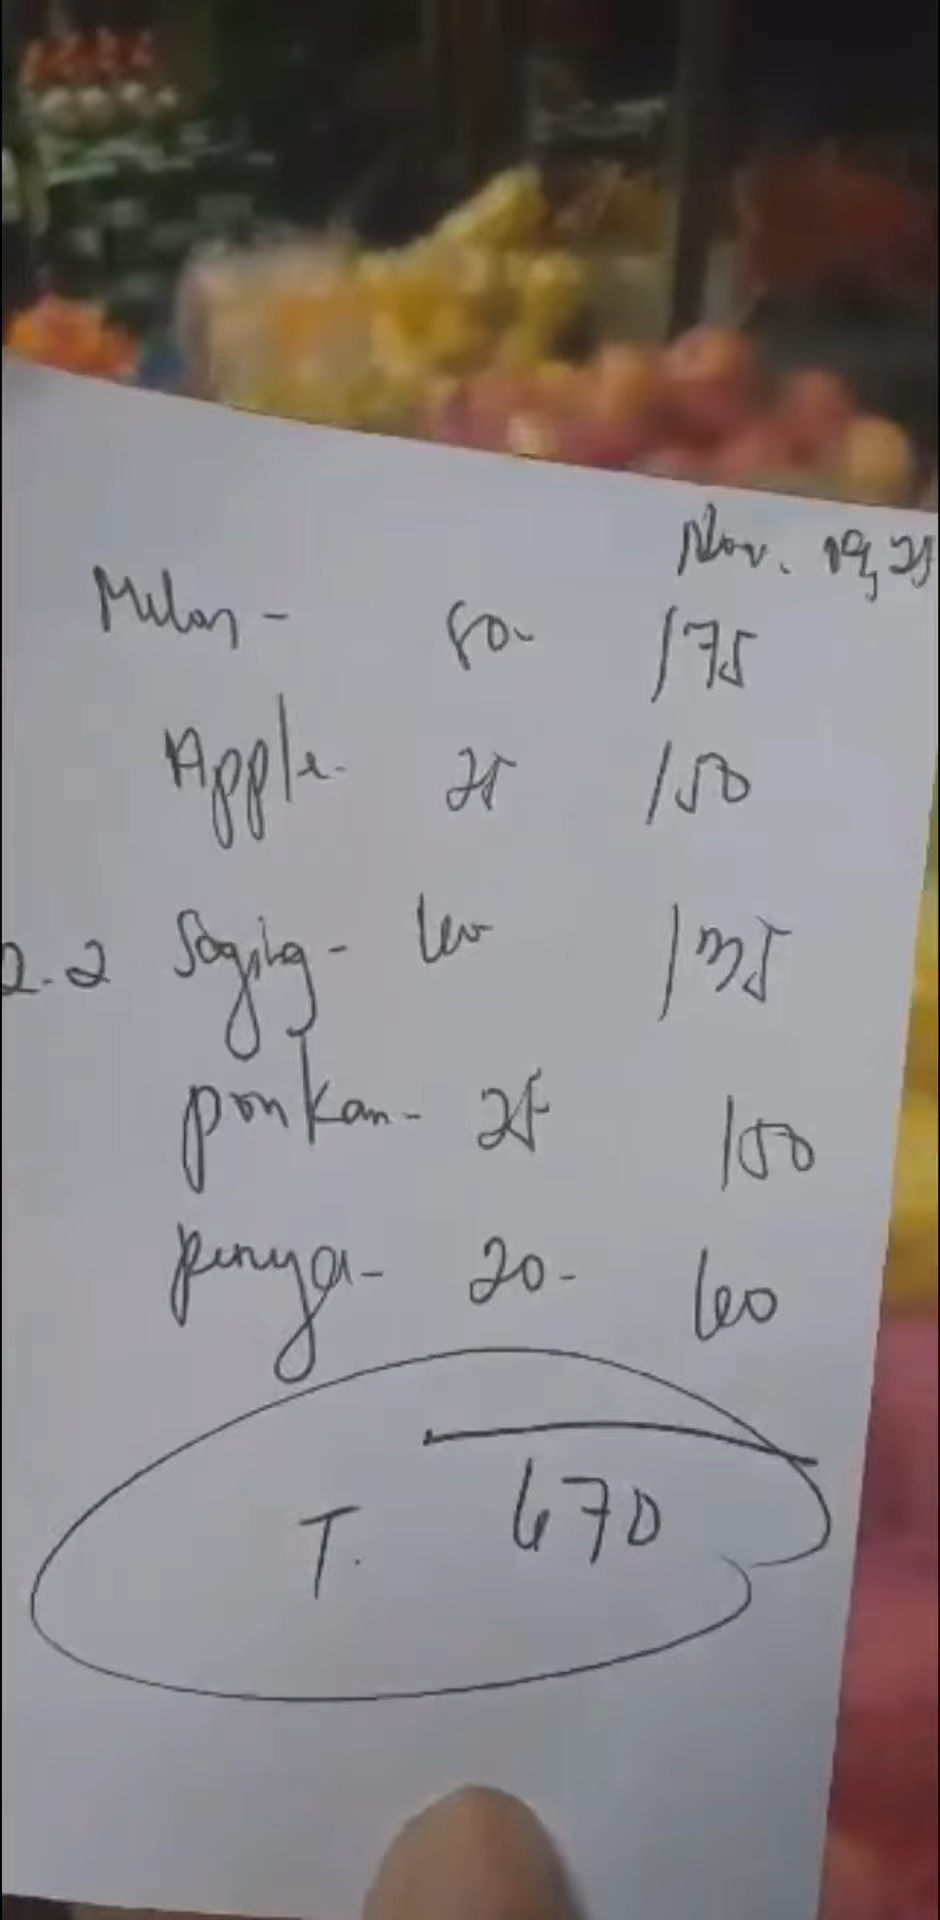 Nov. 19, 25
Melon - 80- 175
Apple- 25 150
2.2 Saging - 60 135
ponkan - 25 150
penya - 20 - 60
T. 670